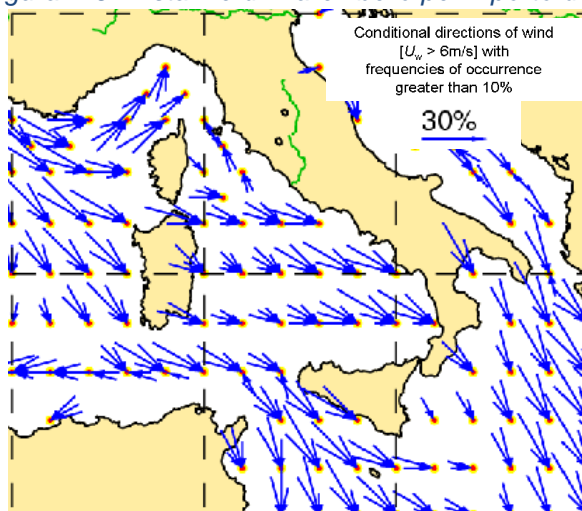 Conditional directions of wind
[Uw > 6m/s] with
frequencies of occurrence
greater than 10%
30%